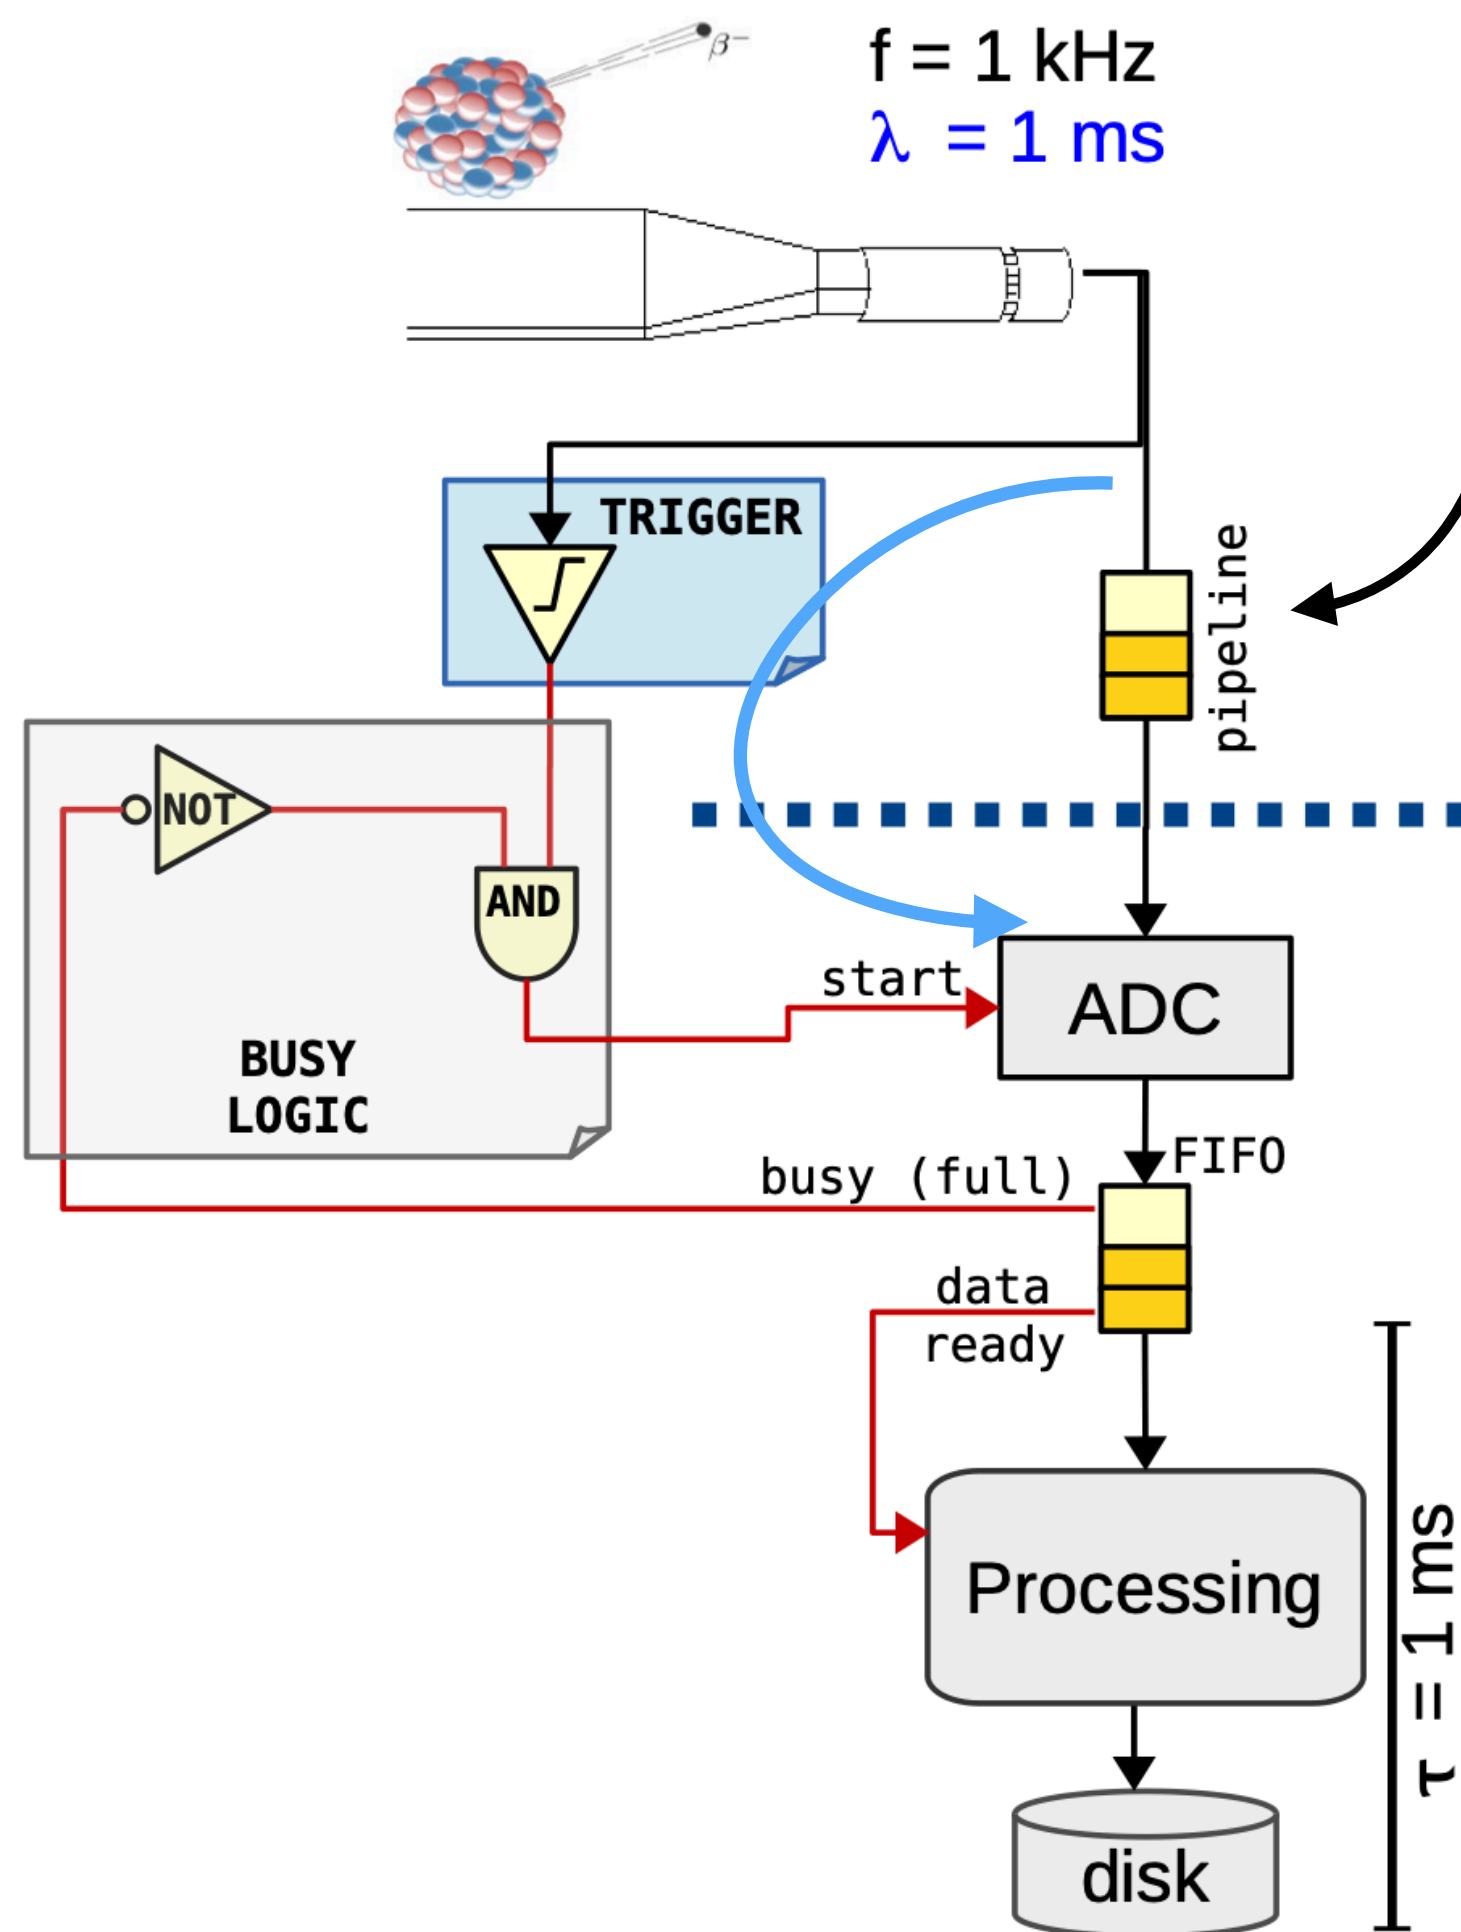 β−
f = 1 kHz
λ = 1 ms
TRIGGER
pipeline
NOT
AND
start
ADC
BUSY
LOGIC
FIFO
busy (full)
data
ready
Processing
τ = 1 ms
disk